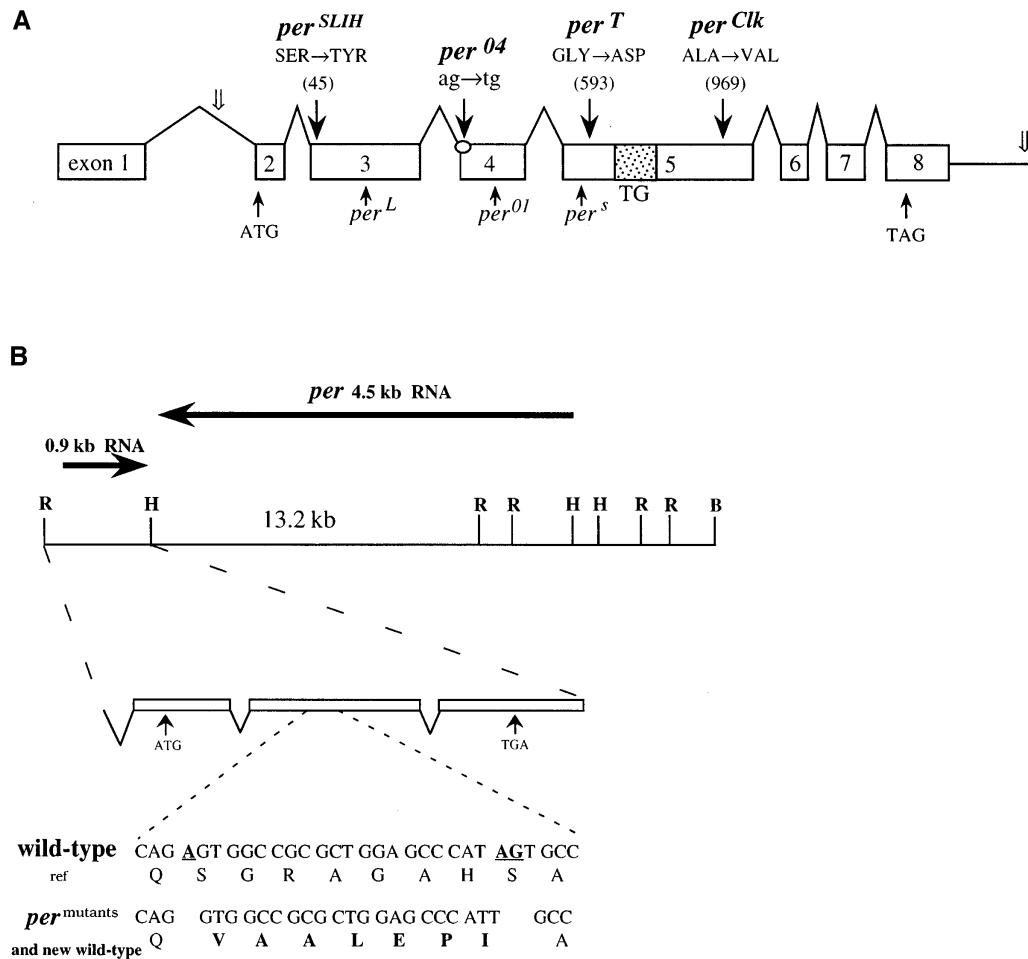 A
per SLIH
SER→TYR
(45)
per 04
ag→tg
per T
GLY→ASP
(593)
per Clk
ALA→VAL
(969)
exon 1
2
3
4
5
6
7
8
ATG
per L
per 01
per s
TG
TAG
B
per 4.5 kb RNA
0.9 kb RNA
R H 13.2 kb R R H H R R B
ATG
TGA
wild-type CAG AGT GGC CGC GCT GGA GCC CAT AGT GCC
ref Q S G R A G A H S A
per mutants CAG GTG GCC GCG CTG GAG CCC ATT GCC
and new wild-type Q V A A L E P I A